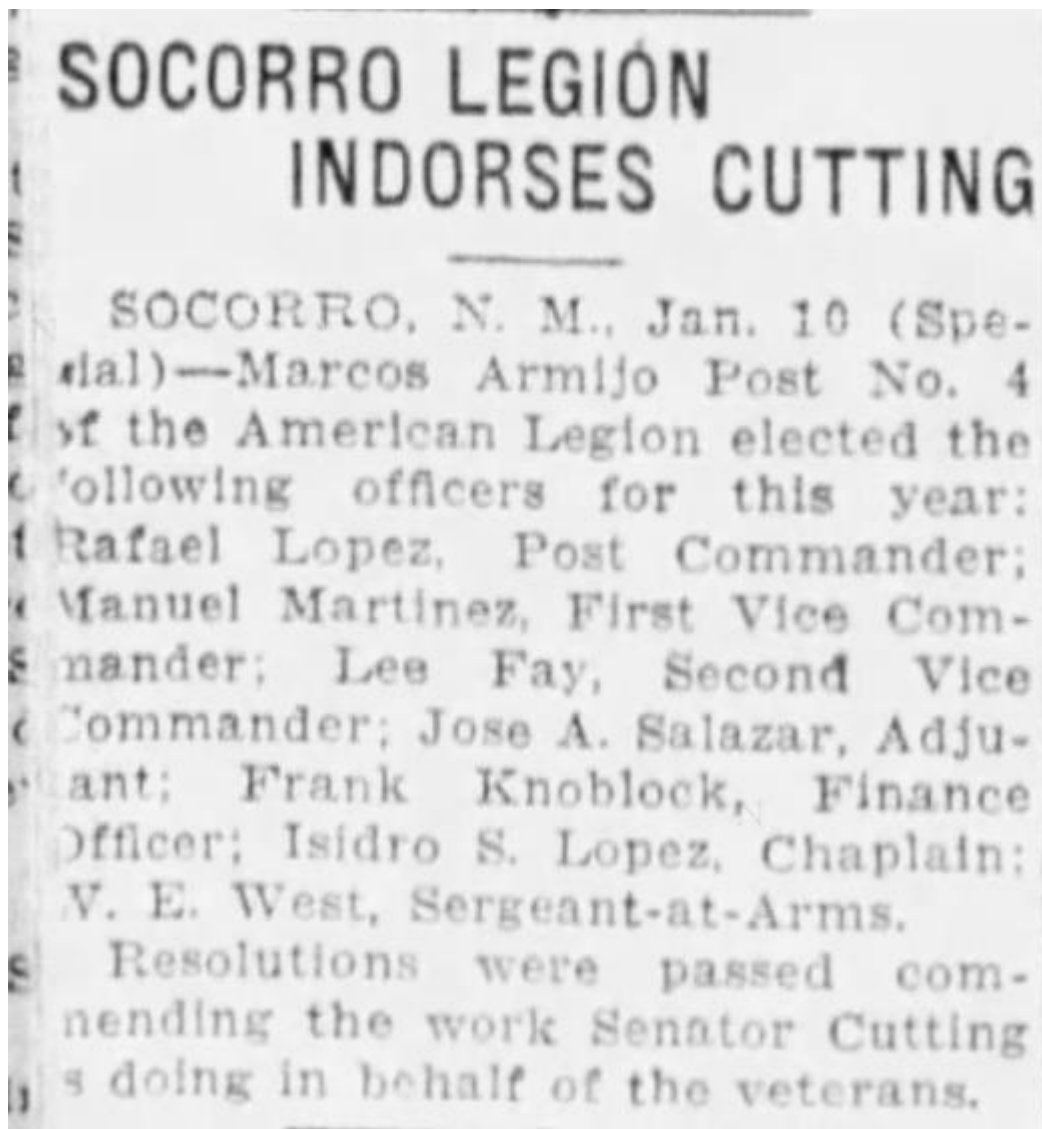 SOCORRO LEGION
INDORSES CUTTING
SOCORRO, N. M., Jan. 10 (Spe-
cial)—Marcos Armijo Post No. 4
of the American Legion elected the
following officers for this year:
Rafael Lopez, Post Commander;
Manuel Martinez, First Vice Com-
mander; Lee Fay, Second Vice
Commander; Jose A. Salazar, Adju-
tant; Frank Knoblock, Finance
Officer; Isidro S. Lopez, Chaplain;
E. West, Sergeant-at-Arms.
Resolutions were passed com-
mending the work Senator Cutting
is doing in behalf of the veterans.